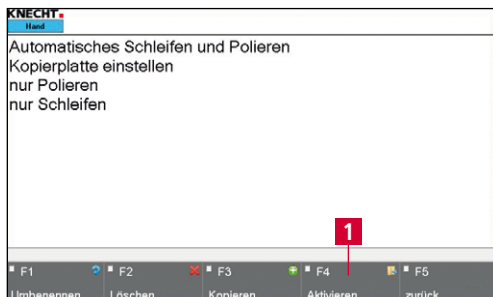 KNECHT
Hand
Automatisches Schleifen und Polieren
Kopierplatte einstellen
nur Polieren
nur Schleifen
1
F1 F2 F3 F4 F5
Umbenennen Löschen Kopieren Aktivieren zurück